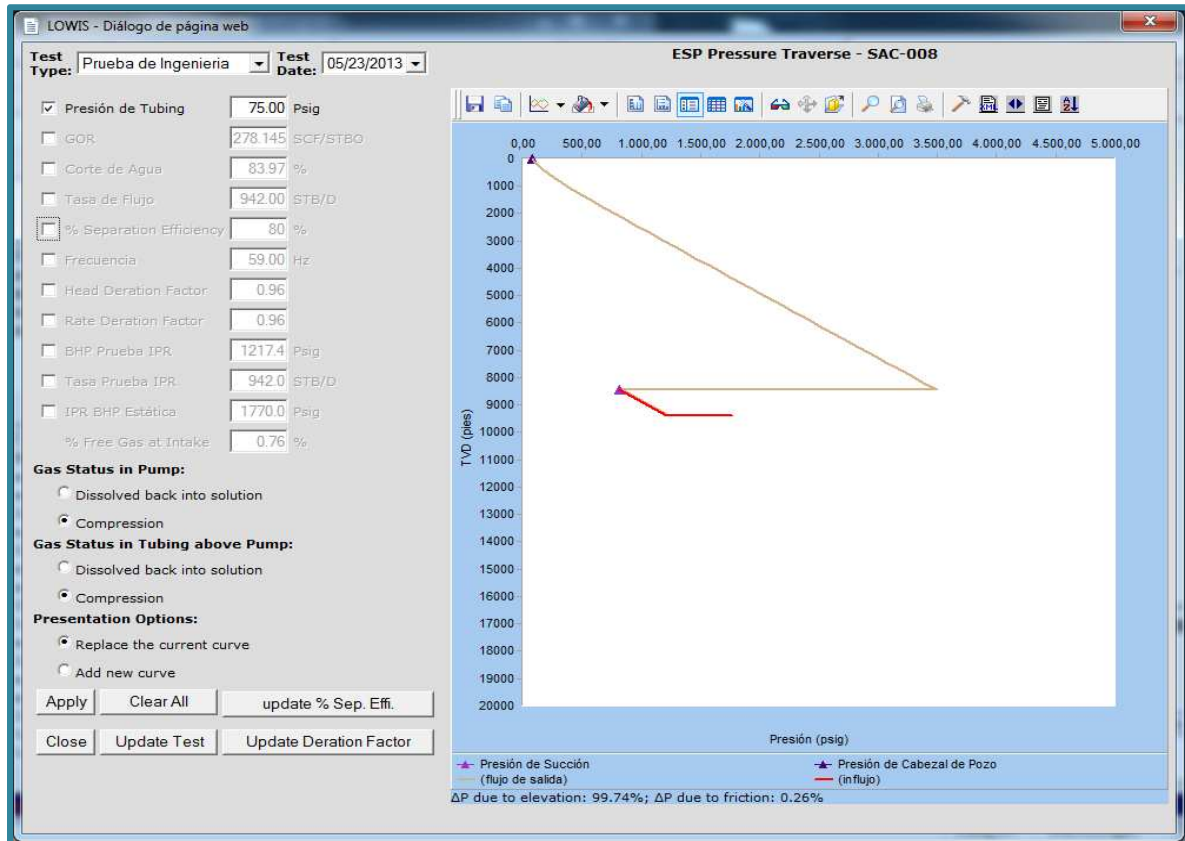 LOWIS - Diálogo de página web
Test Type: Prueba de Ingenieria Test Date: 05/23/2013
Presión de Tubing 75.00 Psig
GOR 278.145 SCF/STBO
Corte de Agua 83.97 %
Tasa de Flujo 942.00 STB/D
% Separation Efficiency 80 %
Frecuencia 59.00 Hz
Head Deration Factor 0.96
Rate Deration Factor 0.96
BHP Prueba IPR 1217.4 Psig
Tasa Prueba IPR 942.0 STB/D
IPR BHP Estática 1770.0 Psig
% Free Gas at Intake 0.76 %
Gas Status in Pump:
Dissolved back into solution
Compression
Gas Status in Tubing above Pump:
Dissolved back into solution
Compression
Presentation Options:
Replace the current curve
Add new curve
Apply Clear All update % Sep. Effi.
Close Update Test Update Deration Factor
ESP Pressure Traverse - SAC-008
0,00 500,00 1.000,00 1.500,00 2.000,00 2.500,00 3.000,00 3.500,00 4.000,00 4.500,00 5.000,00
0
1000
2000
3000
4000
5000
6000
7000
8000
9000
10000
11000
12000
13000
14000
15000
16000
17000
18000
19000
20000
TVD (pies)
Presión (psig)
Presión de Succión Presión de Cabezal de Pozo
(flujo de salida) (influjo)
ΔP due to elevation: 99.74%; ΔP due to friction: 0.26%